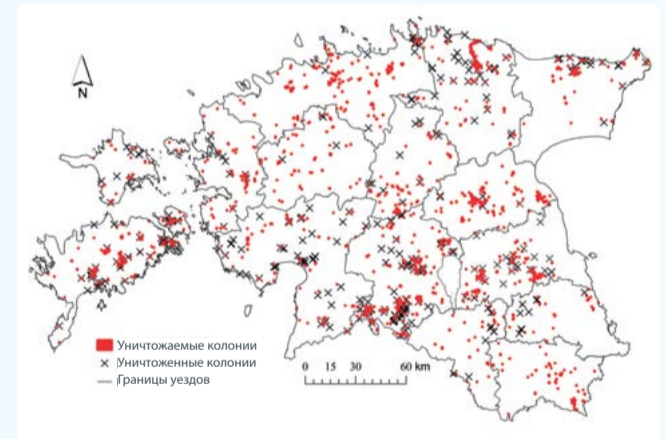 N
Уничтожаемые колонии
Уничтоженные колонии
Границы уездов
0 15 30 60 km